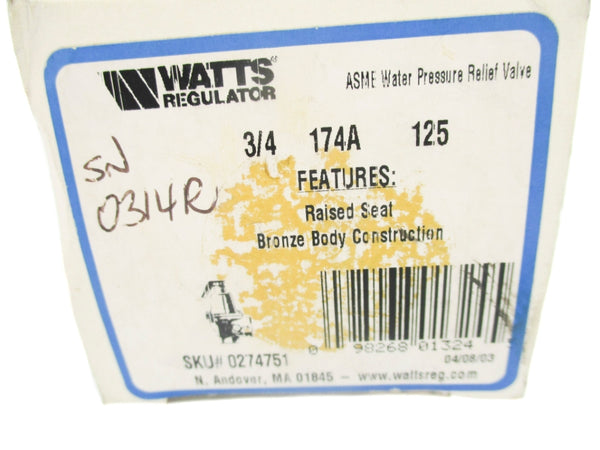 WATTS®
REGULATOR
ASME Water Pressure Relief Valve
3/4 174A 125
SN
0314R
FEATURES:
Raised Seat
Bronze Body Construction
SKU# 0274751
0 98268 01324
04/08/03
N. Andover, MA 01845 – www.wattsreg.com